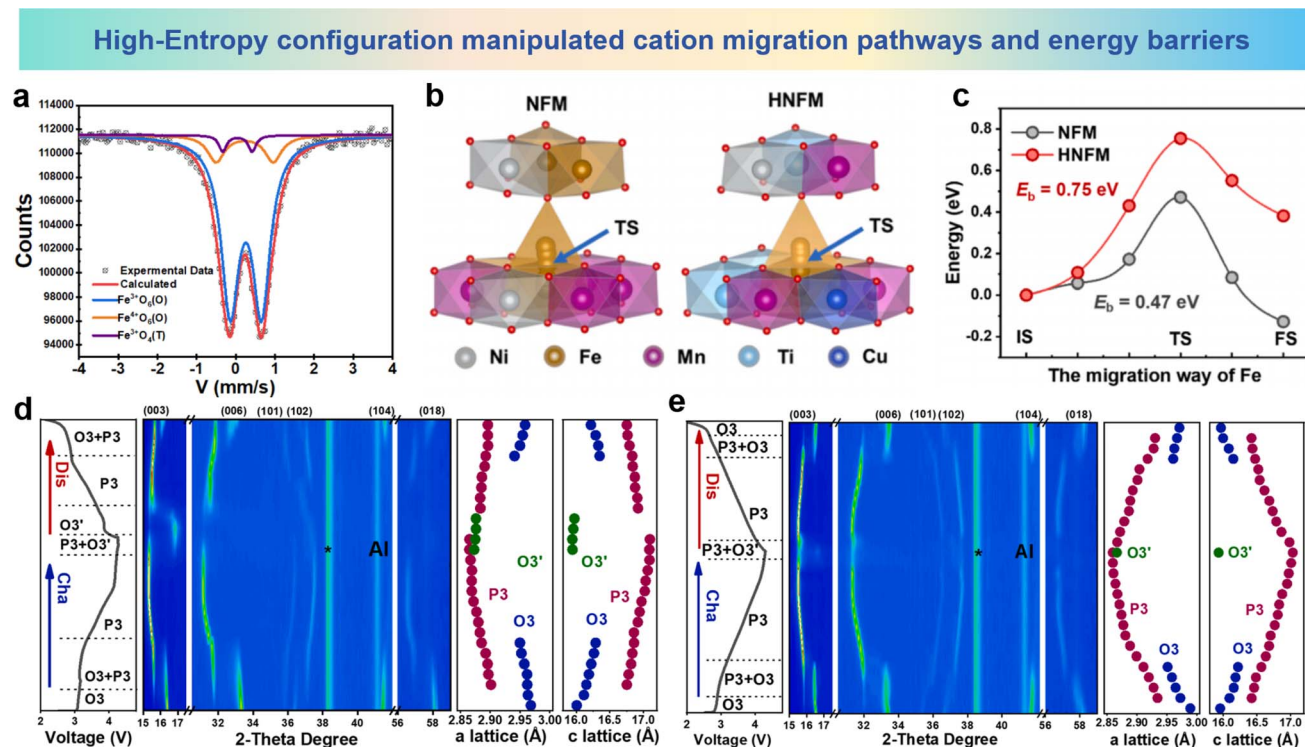 High-Entropy configuration manipulated cation migration pathways and energy barriers
a
114000
112000
110000
108000
106000
104000
102000
100000
98000
96000
94000
Counts
Expermental Data
Calculated
Fe³⁺O₆(O)
Fe⁴⁺O₆(O)
Fe³⁺O₄(T)
-4 -3 -2 -1 0 1 2 3 4
V (mm/s)
b
NFM HNFM
TS TS
Ni Fe Mn Ti Cu
c
NFM
HNFM
0.8
0.6
0.4
0.2
0.0
-0.2
Energy (eV)
E_b = 0.75 eV
E_b = 0.47 eV
IS TS FS
The migration way of Fe
d
(003) (006) (101) (102) (104) (018)
O3+P3
Dis
P3
O3'
P3+O3'
Cha
P3
O3+P3
O3
* Al
O3' O3'
P3 P3
O3 O3
2 3 4
15 16 17 32 34 36 38 40 42 56 58
2.85 2.90 2.95 3.00
16.0 16.5 17.0
Voltage (V) 2-Theta Degree a lattice (Å) c lattice (Å)
e
(003) (006) (101) (102) (104) (018)
O3
P3+O3
Dis
P3
P3+O3'
Cha
P3
P3+O3
O3
* Al
O3' O3'
P3 P3
O3 O3
2 3 4
15 16 17 32 34 36 38 40 42 56 58
2.85 2.90 2.95 3.00
16.0 16.5 17.0
Voltage (V) 2-Theta Degree a lattice (Å) c lattice (Å)